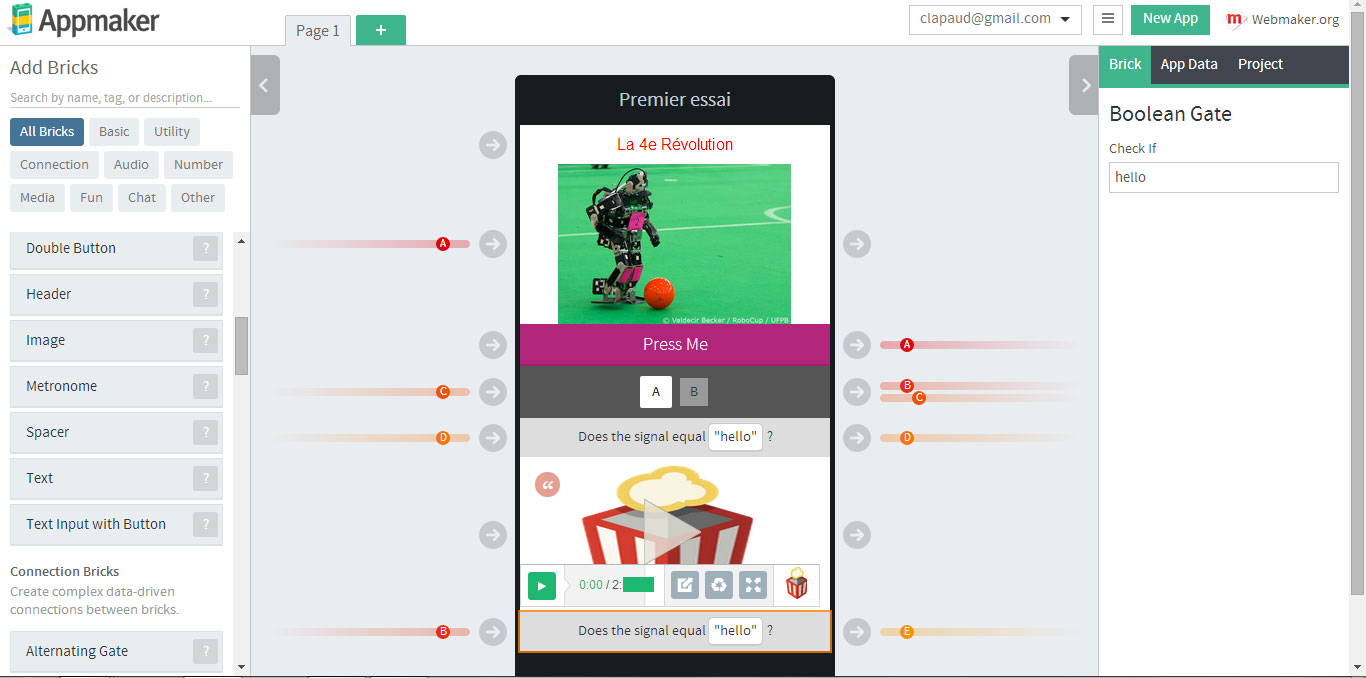 Appmaker
Page 1
+
clapaud@gmail.com
New App
m Webmaker.org
Add Bricks
Search by name, tag, or description...
All Bricks Basic Utility
Connection Audio Number
Media Fun Chat Other
Double Button ?
Header ?
Image ?
Metronome ?
Spacer ?
Text ?
Text Input with Button ?
Connection Bricks
Create complex data-driven
connections between bricks.
Alternating Gate ?
Premier essai
La 4e Révolution
A
© Valdecir Becker / RoboCup / UFPB
Press Me
A
C
A B
B
C
D
Does the signal equal "hello" ?
D
“
0:00 / 2:
B
Does the signal equal "hello" ?
E
Brick App Data Project
Boolean Gate
Check If
hello